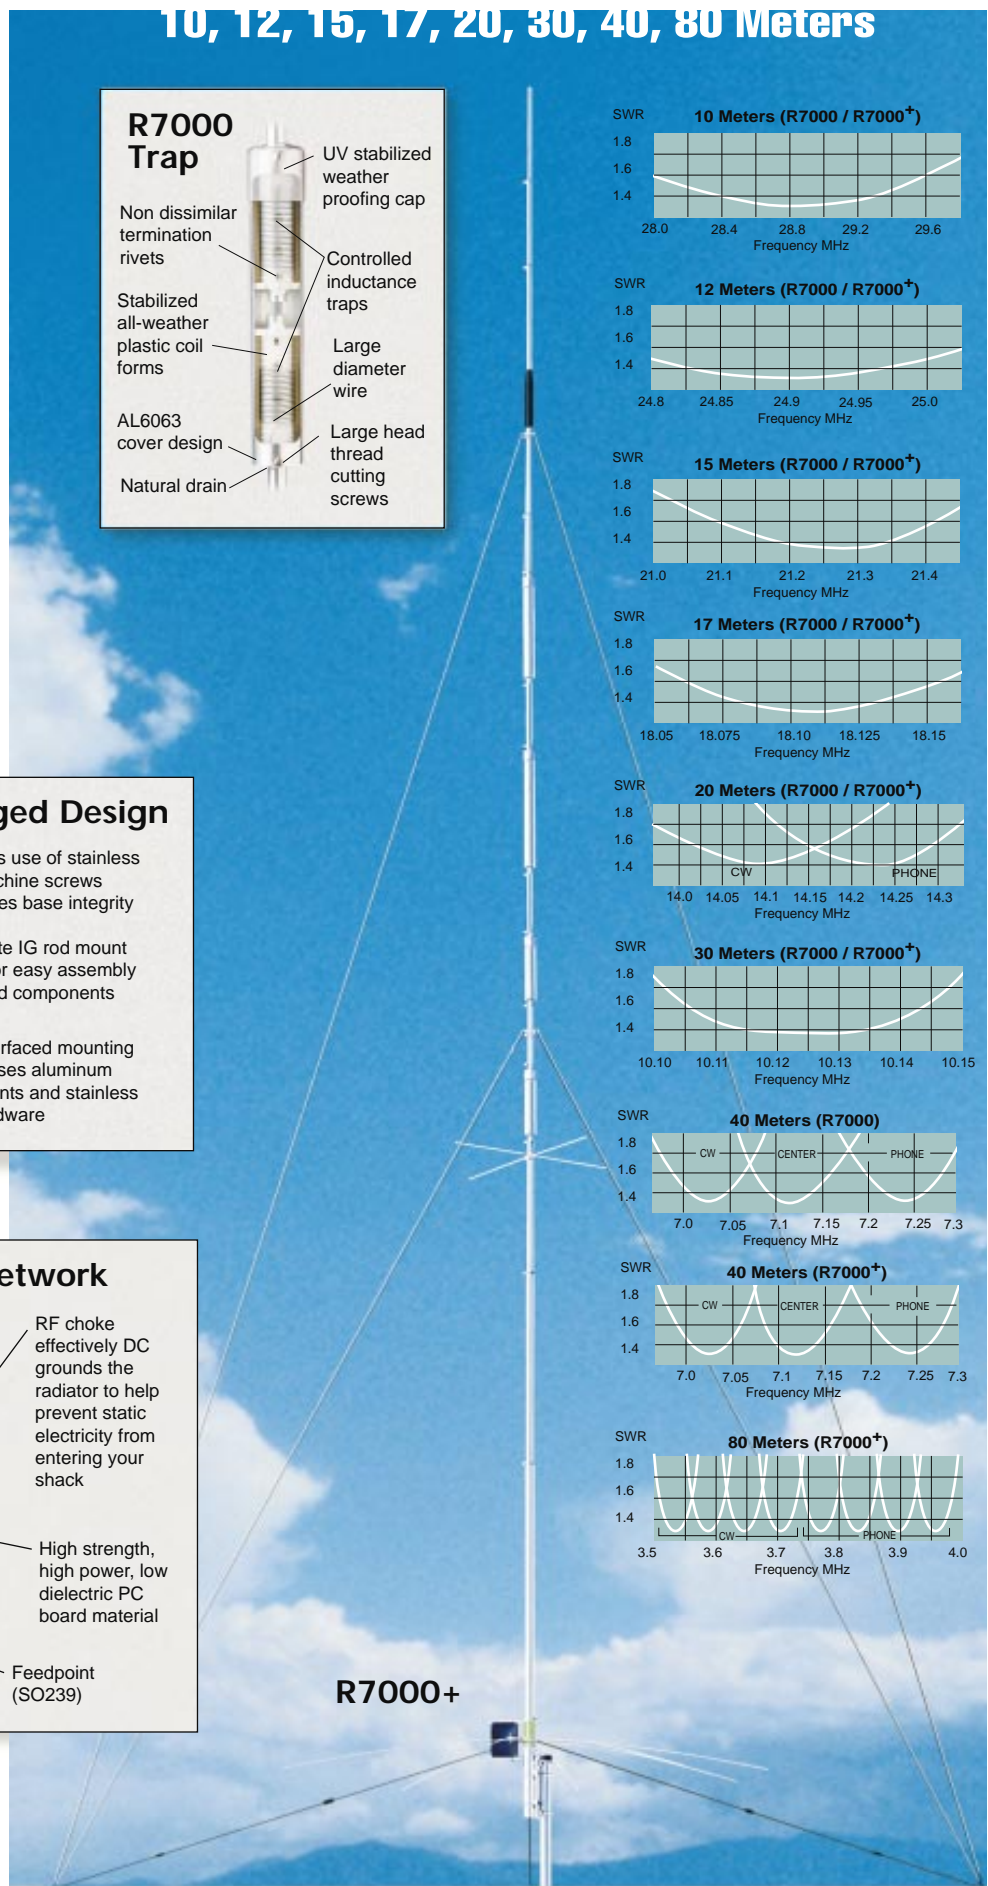 10, 12, 15, 17, 20, 30, 40, 80 Meters
R7000
Trap
UV stabilized
weather
proofing cap
Non dissimilar
termination
rivets
Controlled
inductance
traps
Stabilized
all-weather
plastic coil
forms
Large
diameter
wire
AL6063
cover design
Large head
thread
cutting
screws
Natural drain
ged Design
s use of stainless
chine screws
es base integrity
te IG rod mount
or easy assembly
d components
rfaced mounting
ses aluminum
nts and stainless
dware
etwork
RF choke
effectively DC
grounds the
radiator to help
prevent static
electricity from
entering your
shack
High strength,
high power, low
dielectric PC
board material
Feedpoint
(SO239)
R7000+
SWR 10 Meters (R7000 / R7000+)
1.8
1.6
1.4
28.0 28.4 28.8 29.2 29.6
Frequency MHz
12 Meters (R7000 / R7000+)
1.8
1.6
1.4
24.8 24.85 24.9 24.95 25.0
Frequency MHz
SWR 15 Meters (R7000 / R7000+)
1.8
1.6
1.4
21.0 21.1 21.2 21.3 21.4
Frequency MHz
SWR 17 Meters (R7000 / R7000+)
1.8
1.6
1.4
18.05 18.075 18.10 18.125 18.15
Frequency MHz
SWR 20 Meters (R7000 / R7000+)
1.8
1.6
1.4
CW PHONE
14.0 14.05 14.1 14.15 14.2 14.25 14.3
Frequency MHz
SWR 30 Meters (R7000 / R7000+)
1.8
1.6
1.4
10.10 10.11 10.12 10.13 10.14 10.15
Frequency MHz
SWR 40 Meters (R7000)
1.8
CW CENTER PHONE
1.6
1.4
7.0 7.05 7.1 7.15 7.2 7.25 7.3
Frequency MHz
SWR 40 Meters (R7000+)
1.8
CW CENTER PHONE
1.6
1.4
7.0 7.05 7.1 7.15 7.2 7.25 7.3
Frequency MHz
SWR 80 Meters (R7000+)
1.8
1.6
1.4
CW PHONE
3.5 3.6 3.7 3.8 3.9 4.0
Frequency MHz